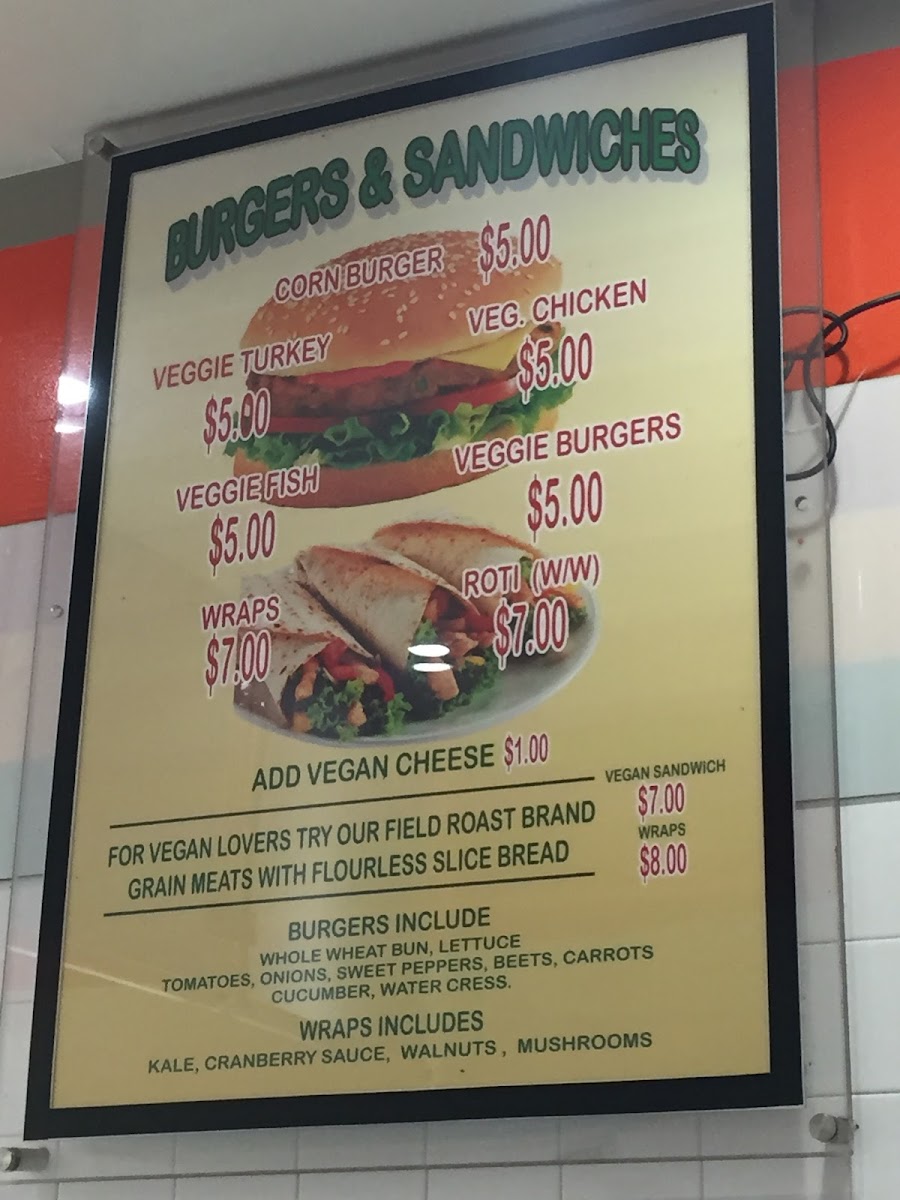 BURGERS & SANDWICHES
CORN BURGER $5.00
VEG. CHICKEN
$5.00
VEGGIE TURKEY
$5.00
VEGGIE BURGERS
$5.00
VEGGIE FISH
$5.00
ROTI (W/W)
$7.00
WRAPS
$7.00
ADD VEGAN CHEESE $1.00
FOR VEGAN LOVERS TRY OUR FIELD ROAST BRAND
GRAIN MEATS WITH FLOURLESS SLICE BREAD
VEGAN SANDWICH
$7.00
WRAPS
$8.00
BURGERS INCLUDE
WHOLE WHEAT BUN, LETTUCE
TOMATOES, ONIONS, SWEET PEPPERS, BEETS, CARROTS
CUCUMBER, WATER CRESS.
WRAPS INCLUDES
KALE, CRANBERRY SAUCE, WALNUTS , MUSHROOMS